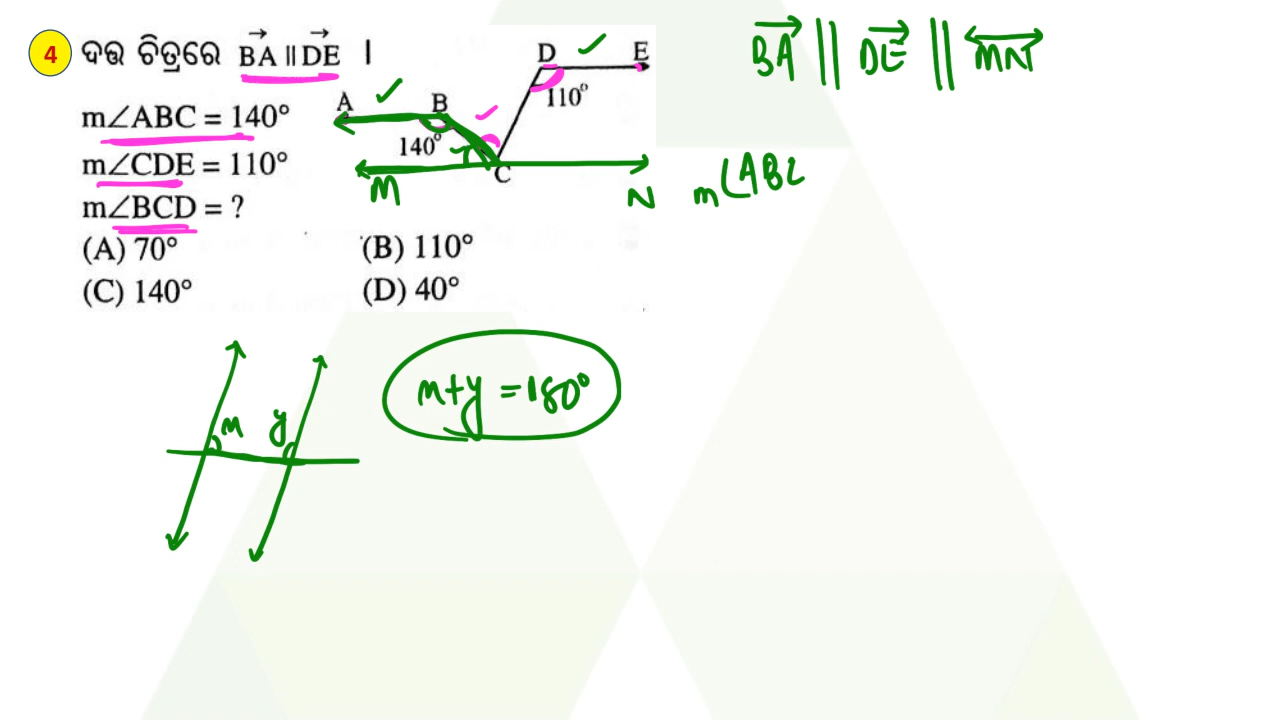 4 ଦତ୍ତ ଚିତ୍ରରେ BA || DE ।
m∠ABC = 140°
m∠CDE = 110°
m∠BCD = ?
(A) 70° (B) 110°
(C) 140° (D) 40°
D E
110°
A B
140°
C
M N
BA || DE || MN
m∠ABC
x y
x+y = 180°